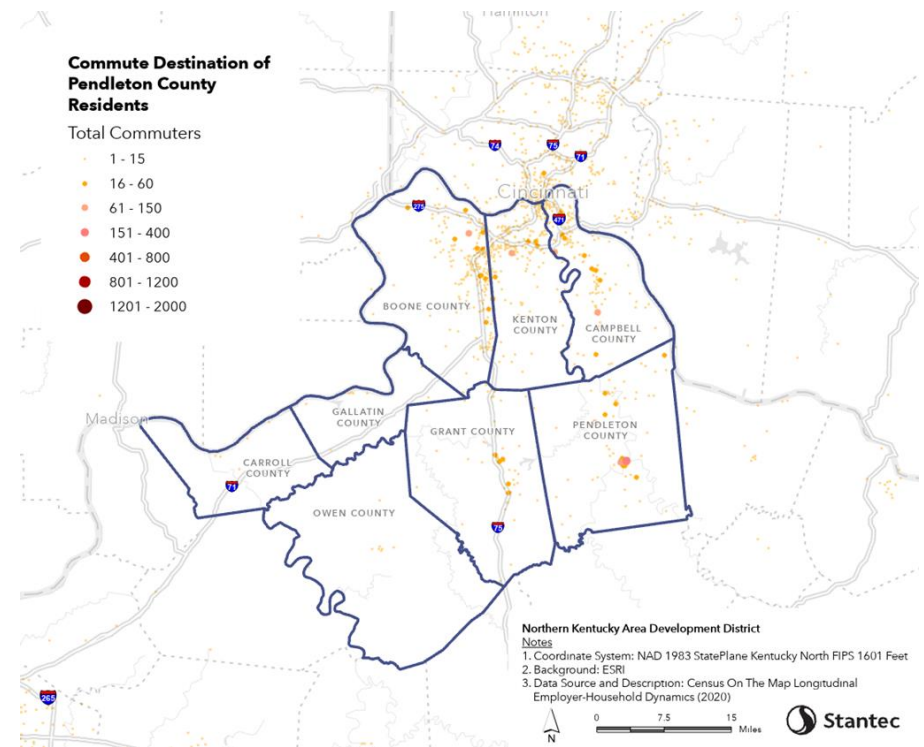 Hamilton
Commute Destination of
Pendleton County
Residents
Total Commuters
1 - 15
16 - 60
61 - 150
151 - 400
401 - 800
801 - 1200
1201 - 2000
74
75
71
Cincinnati
275
471
BOONE COUNTY
KENTON
COUNTY
CAMPBELL
COUNTY
Madison
GALLATIN
COUNTY
GRANT COUNTY
PENDLETON
COUNTY
CARROLL
COUNTY
71
OWEN COUNTY
75
265
Northern Kentucky Area Development District
Notes
1. Coordinate System: NAD 1983 StatePlane Kentucky North FIPS 1601 Feet
2. Background: ESRI
3. Data Source and Description: Census On The Map Longitudinal
Employer-Household Dynamics (2020)
N
0 7.5 15
Miles
Stantec